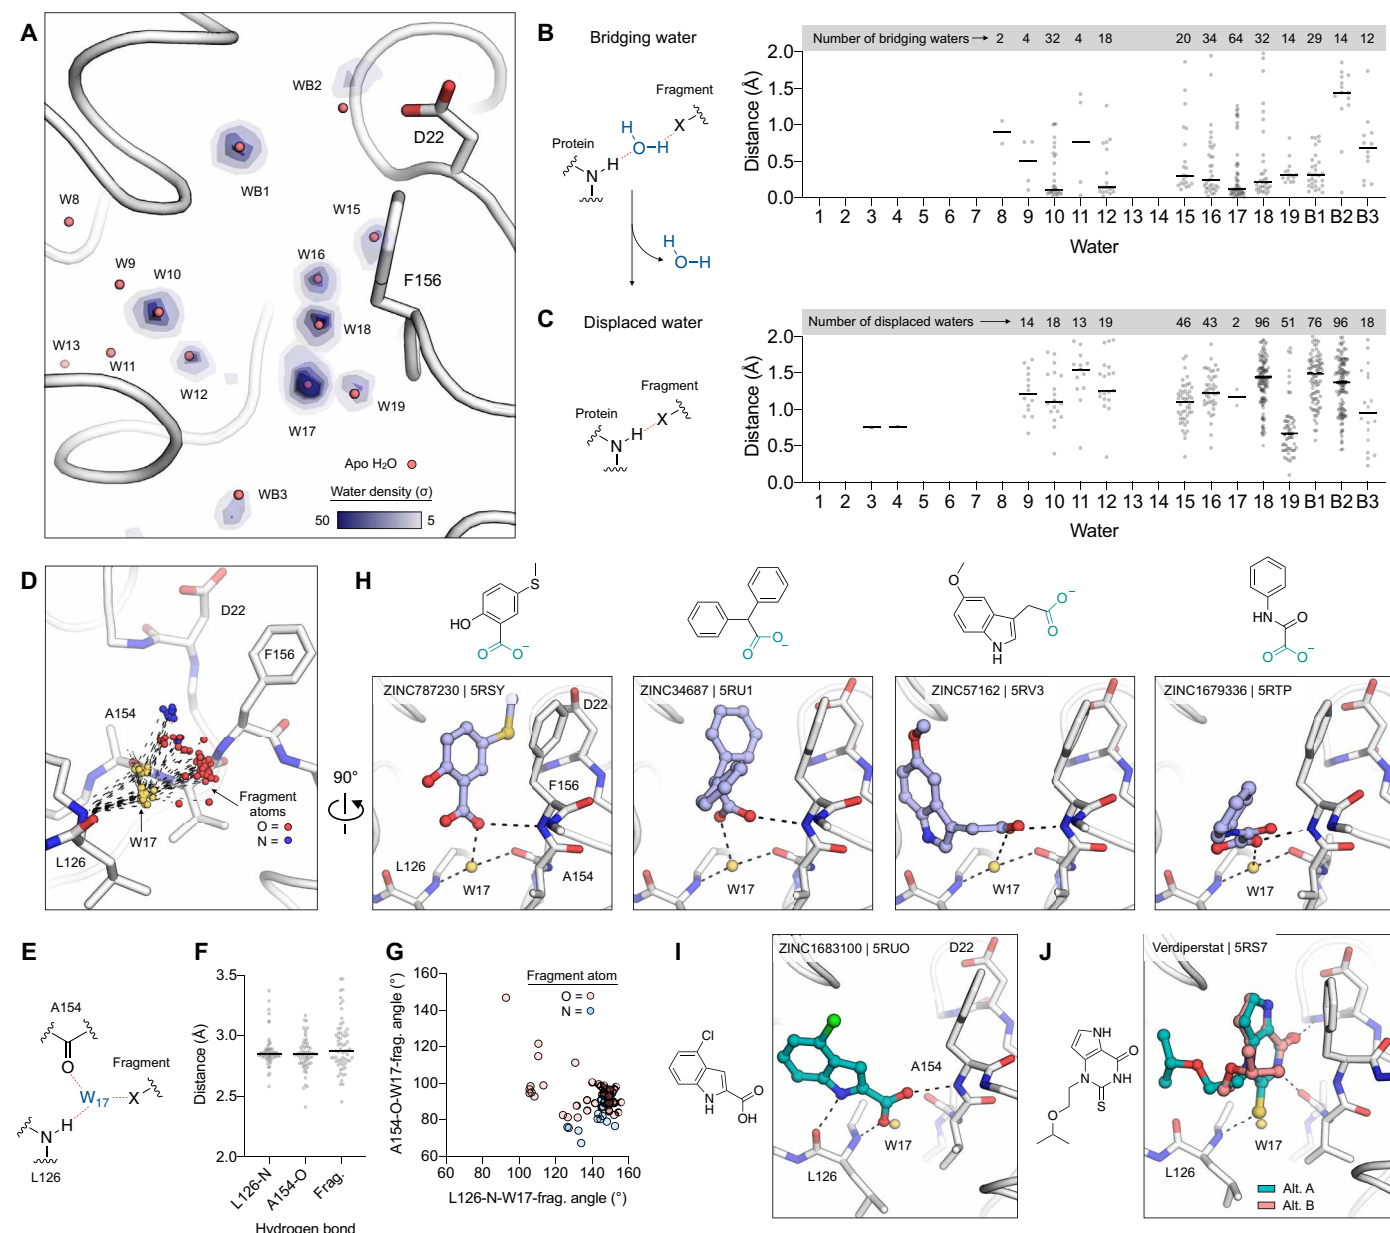 A
WB2
D22
WB1
W8
W15
W9
W10
W16
F156
W18
W13
W11
W12
W19
W17
Apo H₂O
WB3
Water density (σ)
50 5
B
Bridging water
Fragment
H
X
O–H
Protein
H
N
H
O–H
Number of bridging waters
2 4 32 4 18 20 34 64 32 14 29 14 12
Distance (Å)
2.0
1.5
1.0
0.5
0.0
1 2 3 4 5 6 7 8 9 10 11 12 13 14 15 16 17 18 19 B1 B2 B3
Water
C
Displaced water
Fragment
X
Protein
H
N
Number of displaced waters
14 18 13 19 46 43 2 96 51 76 96 18
Distance (Å)
2.0
1.5
1.0
0.5
0.0
1 2 3 4 5 6 7 8 9 10 11 12 13 14 15 16 17 18 19 B1 B2 B3
Water
D
D22
F156
A154
Fragment
atoms
O =
N =
W17
L126
90°
H
S
HO
O O⁻
O O⁻
O
N
H
O⁻
O
HN O
O O⁻
ZINC787230 | 5RSY
D22
F156
L126
W17
A154
ZINC34687 | 5RU1
W17
ZINC57162 | 5RV3
W17
ZINC1679336 | 5RTP
W17
E
A154
O
Fragment
W₁₇
X
H
N
L126
F
Distance (Å)
3.5
3.0
2.5
2.0
L126-N
A154-O
Frag.
Hydrogen bond
G
A154-O-W17-frag. angle (°)
160
140
120
100
80
60
Fragment atom
O =
N =
60 80 100 120 140 160
L126-N-W17-frag. angle (°)
I
Cl
N
H
O
OH
ZINC1683100 | 5RUO
D22
A154
W17
L126
J
NH
O
N
NH
S
O
Verdiperstat | 5RS7
W17
L126
Alt. A
Alt. B